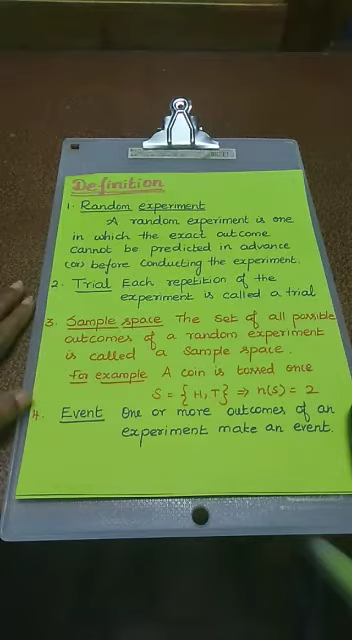 Definition
1. Random experiment
A random experiment is one
in which the exact outcome
cannot be predicted in advance
(or) before conducting the experiment.
2. Trial Each repetition of the
experiment is called a trial
3. Sample space The set of all possible
outcomes of a random experiment
is called a Sample space.
For example A coin is tossed once
S = {H, T} ⇒ n(S) = 2
4. Event One or more outcomes of an
experiment make an event.